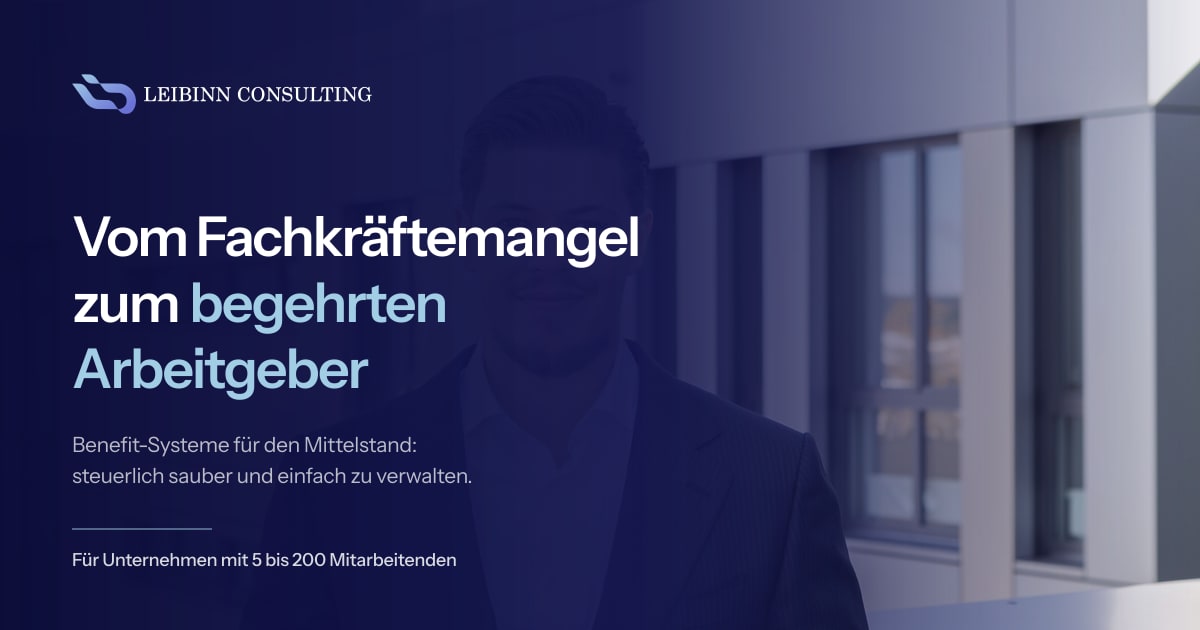 LEIBINN CONSULTING
Vom Fachkräftemangel
zum begehrten
Arbeitgeber
Benefit-Systeme für den Mittelstand:
steuerlich sauber und einfach zu verwalten.
Für Unternehmen mit 5 bis 200 Mitarbeitenden